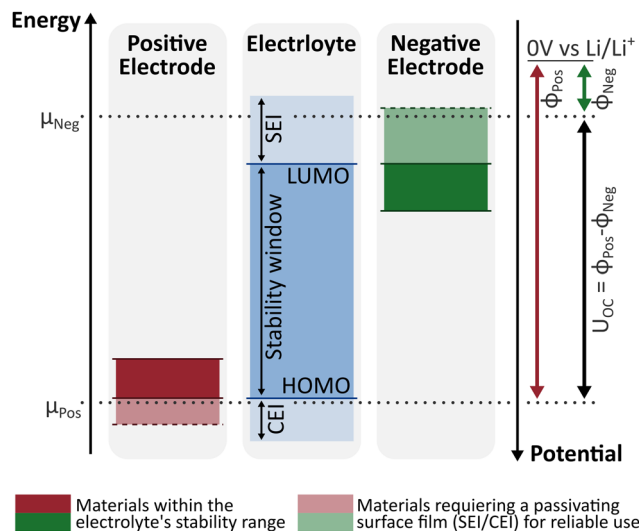 Energy
Positive
Electrode
Electrloyte
Negative
Electrode
0V vs Li/Li⁺
ϕPos
ϕNeg
μNeg
SEI
LUMO
Stability window
UOC = ϕPos-ϕNeg
HOMO
μPos
CEI
Potential
Materials within the
electrolyte's stability range
Materials requiering a passivating
surface film (SEI/CEI) for reliable use